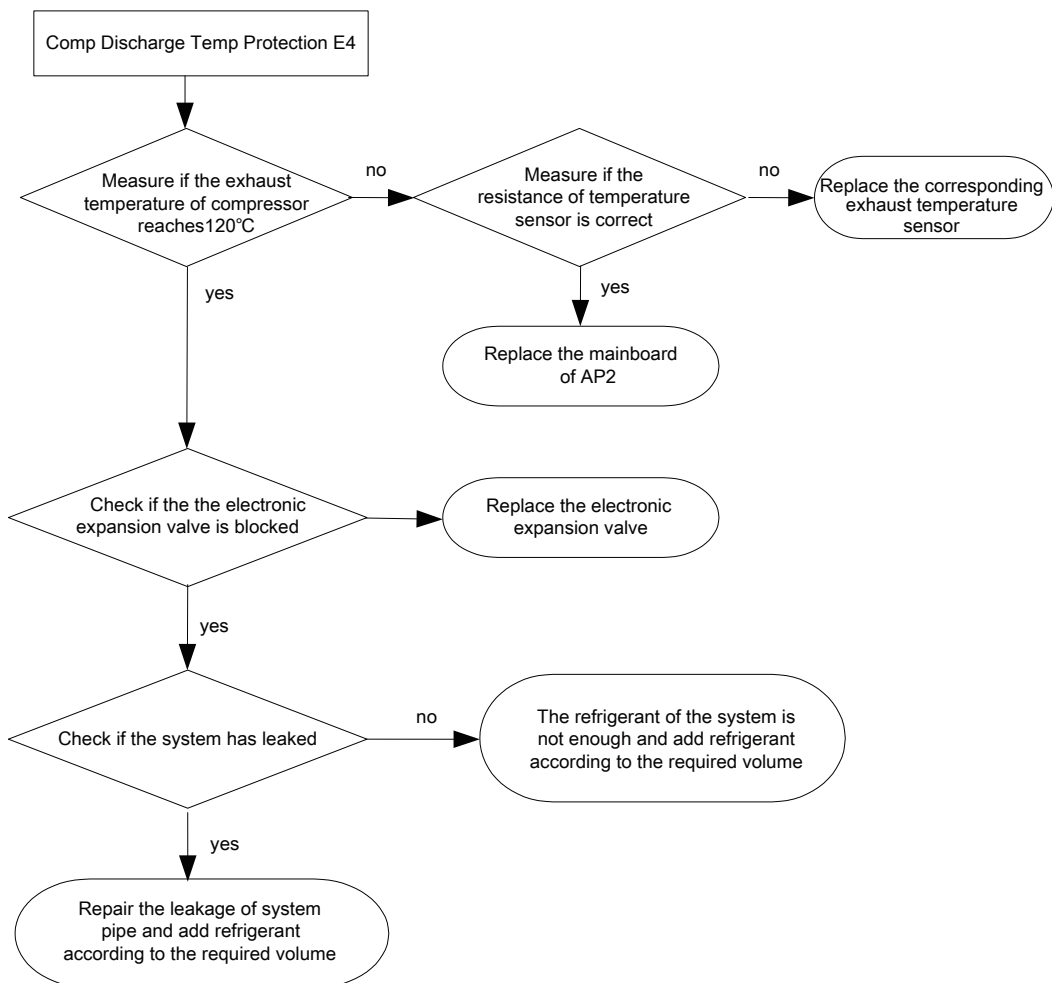 Comp Discharge Temp Protection E4
Measure if the exhaust
temperature of compressor
reaches120℃
no
Measure if the
resistance of temperature
sensor is correct
no
Replace the corresponding
exhaust temperature
sensor
yes
yes
Replace the mainboard
of AP2
Check if the the electronic
expansion valve is blocked
Replace the electronic
expansion valve
yes
Check if the system has leaked
no
The refrigerant of the system is
not enough and add refrigerant
according to the required volume
yes
Repair the leakage of system
pipe and add refrigerant
according to the required volume